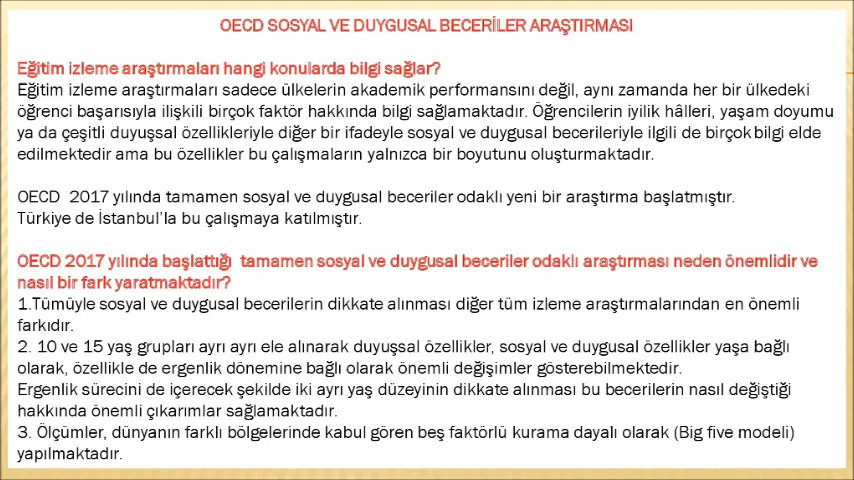 OECD SOSYAL VE DUYGUSAL BECERİLER ARAŞTIRMASI
Eğitim izleme araştırmaları hangi konularda bilgi sağlar?
Eğitim izleme araştırmaları sadece ülkelerin akademik performansını değil, aynı zamanda her bir ülkedeki
öğrenci başarısıyla ilişkili birçok faktör hakkında bilgi sağlamaktadır. Öğrencilerin iyilik hâlleri, yaşam doyumu
ya da çeşitli duyuşsal özellikleriyle diğer bir ifadeyle sosyal ve duygusal becerileriyle ilgili de birçok bilgi elde
edilmektedir ama bu özellikler bu çalışmaların yalnızca bir boyutunu oluşturmaktadır.
OECD 2017 yılında tamamen sosyal ve duygusal beceriler odaklı yeni bir araştırma başlatmıştır.
Türkiye de İstanbul'la bu çalışmaya katılmıştır.
OECD 2017 yılında başlattığı tamamen sosyal ve duygusal beceriler odaklı araştırması neden önemlidir ve
nasıl bir fark yaratmaktadır?
1.Tümüyle sosyal ve duygusal becerilerin dikkate alınması diğer tüm izleme araştırmalarından en önemli
farkıdır.
2. 10 ve 15 yaş grupları ayrı ayrı ele alınarak duyuşsal özellikler, sosyal ve duygusal özellikler yaşa bağlı
olarak, özellikle de ergenlik dönemine bağlı olarak önemli değişimler gösterebilmektedir.
Ergenlik sürecini de içerecek şekilde iki ayrı yaş düzeyinin dikkate alınması bu becerilerin nasıl değiştiği
hakkında önemli çıkarımlar sağlamaktadır.
3. Ölçümler, dünyanın farklı bölgelerinde kabul gören beş faktörlü kurama dayalı olarak (Big five modeli)
yapılmaktadır.